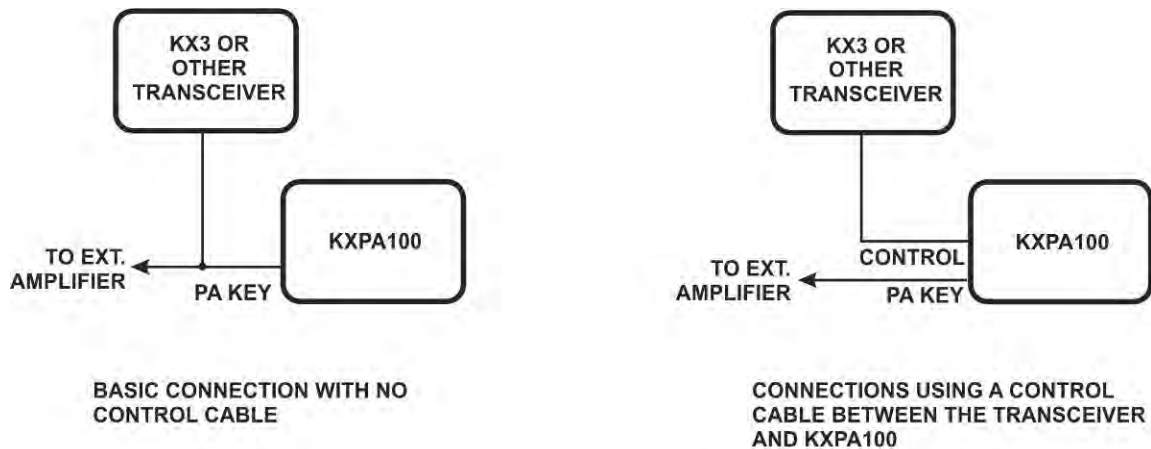 KX3 OR
OTHER
TRANSCEIVER
KXPA100
TO EXT.
AMPLIFIER
PA KEY
BASIC CONNECTION WITH NO
CONTROL CABLE
KX3 OR
OTHER
TRANSCEIVER
KXPA100
CONTROL
TO EXT.
AMPLIFIER
PA KEY
CONNECTIONS USING A CONTROL
CABLE BETWEEN THE TRANSCEIVER
AND KXPA100